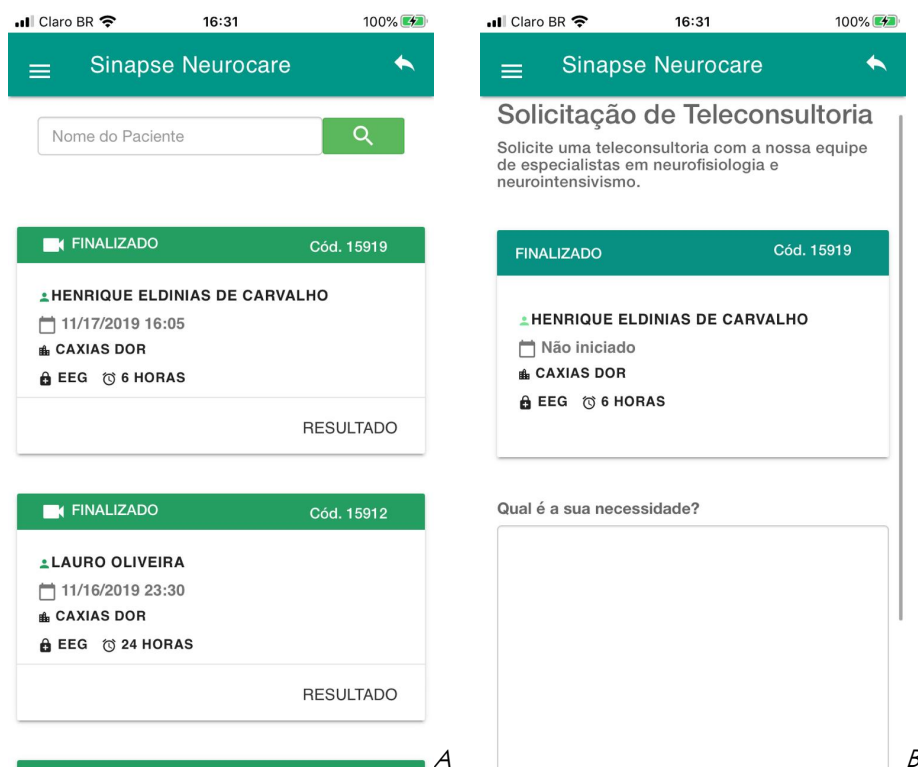 Claro BR 16:31 100%
Sinapse Neurocare
Nome do Paciente
FINALIZADO Cód. 15919
HENRIQUE ELDINIAS DE CARVALHO
11/17/2019 16:05
CAXIAS DOR
EEG 6 HORAS
RESULTADO
FINALIZADO Cód. 15912
LAURO OLIVEIRA
11/16/2019 23:30
CAXIAS DOR
EEG 24 HORAS
RESULTADO
A
Claro BR 16:31 100%
Sinapse Neurocare
Solicitação de Teleconsultoria
Solicite uma teleconsultoria com a nossa equipe
de especialistas em neurofisiologia e
neurointensivismo.
FINALIZADO Cód. 15919
HENRIQUE ELDINIAS DE CARVALHO
Não iniciado
CAXIAS DOR
EEG 6 HORAS
Qual é a sua necessidade?
B